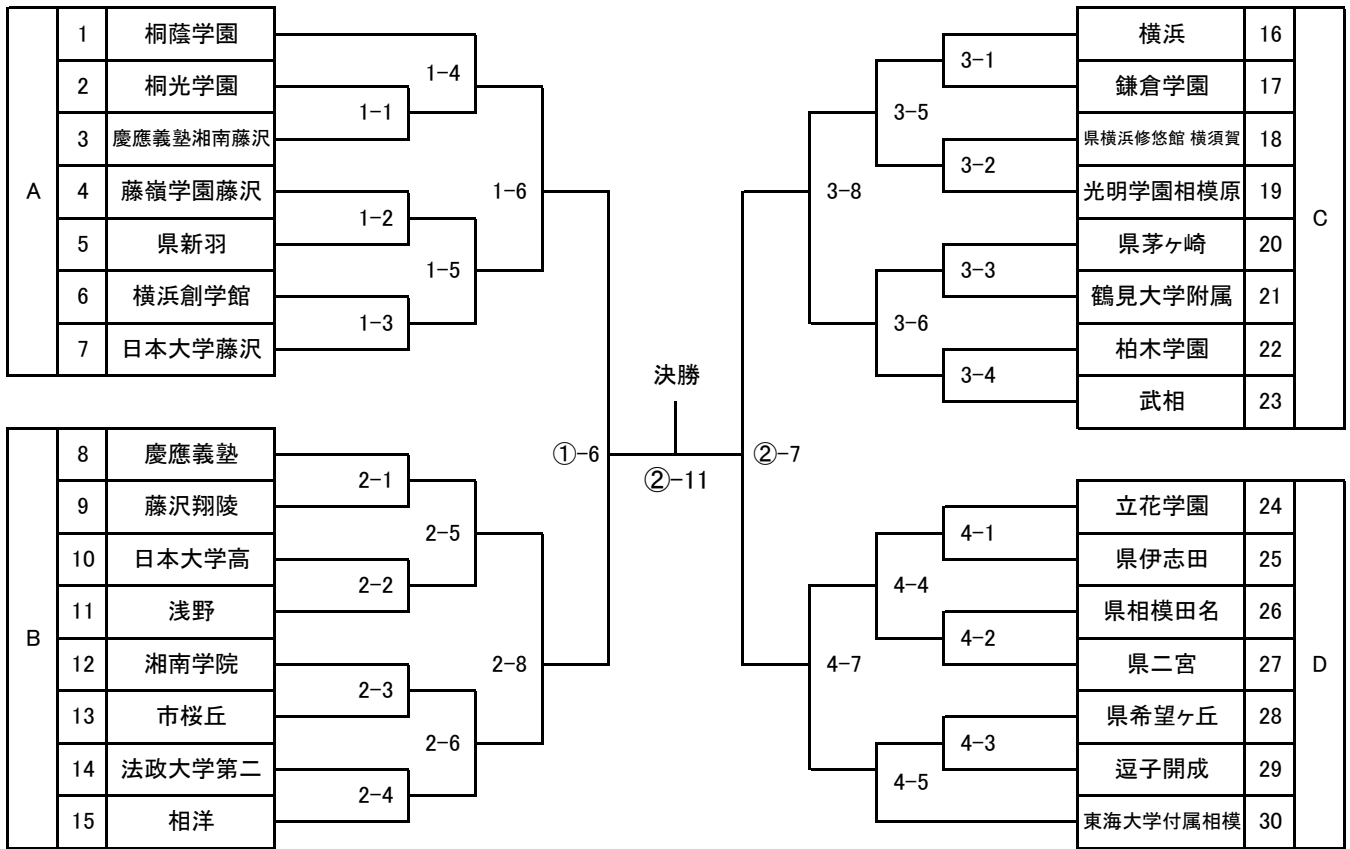 A
1 桐蔭学園
2 桐光学園
3 慶應義塾湘南藤沢
4 藤嶺学園藤沢
5 県新羽
6 横浜創学館
7 日本大学藤沢
1-4
1-1
1-2
1-5
1-3
1-6
B
8 慶應義塾
9 藤沢翔陵
10 日本大学高
11 浅野
12 湘南学院
13 市桜丘
14 法政大学第二
15 相洋
2-1
2-5
2-2
2-3
2-6
2-4
2-8
①-6
決勝
②-11
②-7
3-1
3-5
3-2
3-8
3-3
3-6
3-4
横浜 16
鎌倉学園 17
県横浜修悠館 横須賀 18
光明学園相模原 19
県茅ヶ崎 20
鶴見大学附属 21
柏木学園 22
武相 23
C
4-1
4-4
4-2
4-7
4-3
4-5
立花学園 24
県伊志田 25
県相模田名 26
県二宮 27
県希望ヶ丘 28
逗子開成 29
東海大学付属相模 30
D